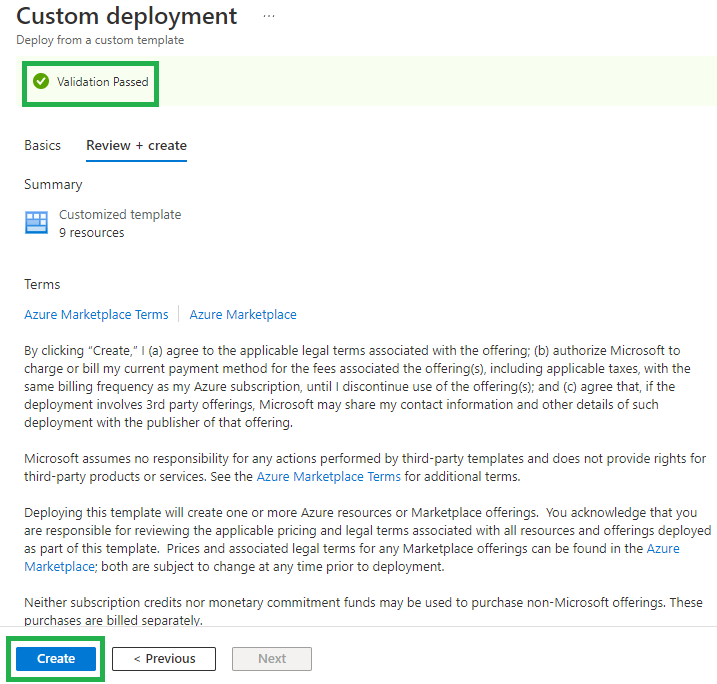 Custom deployment ...
Deploy from a custom template
Validation Passed
Basics Review + create
Summary
Customized template
9 resources
Terms
Azure Marketplace Terms Azure Marketplace
By clicking “Create,” I (a) agree to the applicable legal terms associated with the offering; (b) authorize Microsoft to
charge or bill my current payment method for the fees associated the offering(s), including applicable taxes, with the
same billing frequency as my Azure subscription, until I discontinue use of the offering(s); and (c) agree that, if the
deployment involves 3rd party offerings, Microsoft may share my contact information and other details of such
deployment with the publisher of that offering.
Microsoft assumes no responsibility for any actions performed by third-party templates and does not provide rights for
third-party products or services. See the Azure Marketplace Terms for additional terms.
Deploying this template will create one or more Azure resources or Marketplace offerings. You acknowledge that you
are responsible for reviewing the applicable pricing and legal terms associated with all resources and offerings deployed
as part of this template. Prices and associated legal terms for any Marketplace offerings can be found in the Azure
Marketplace; both are subject to change at any time prior to deployment.
Neither subscription credits nor monetary commitment funds may be used to purchase non-Microsoft offerings. These
purchases are billed separately.
Create < Previous Next